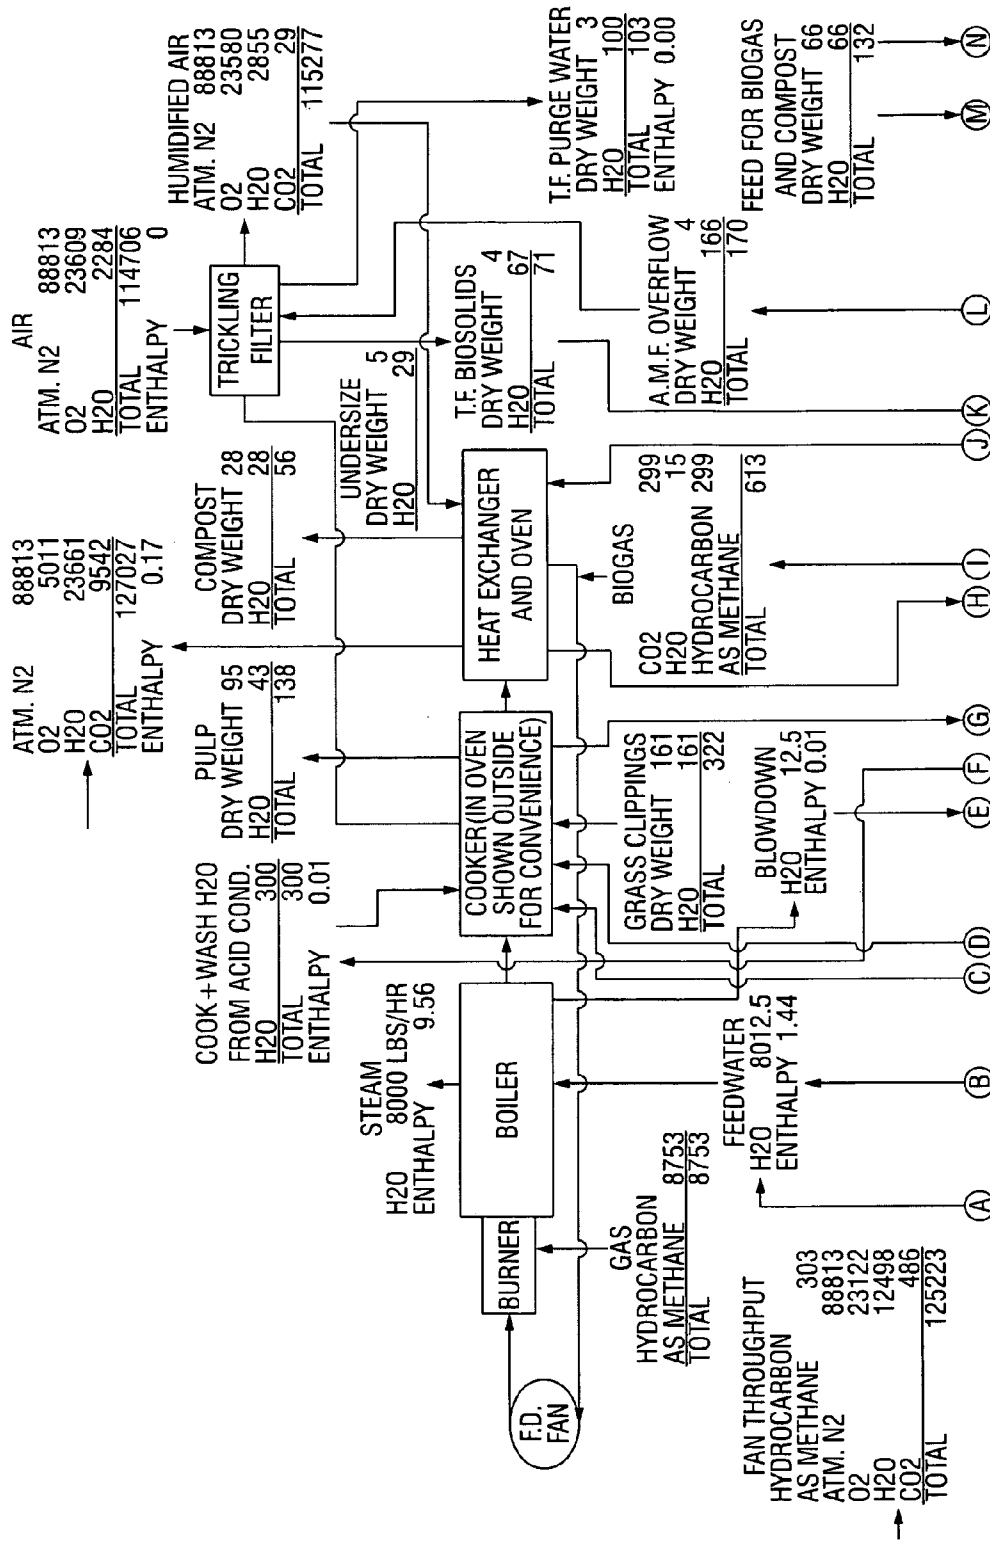 AIR
ATM. N2 88813
O2 23609
H2O 2284
TOTAL 114706
ENTHALPY 0
TRICKLING
FILTER
HUMIDIFIED AIR
ATM. N2 88813
O2 23580
H2O 2855
CO2 29
TOTAL 115277
ATM. N2 88813
O2 5011
H2O 23661
CO2 9542
TOTAL 127027
ENTHALPY 0.17
COMPOST
DRY WEIGHT 28
H2O 28
TOTAL 56
PULP
DRY WEIGHT 95
H2O 43
TOTAL 138
COOK+WASH H2O
FROM ACID COND.
H2O 300
TOTAL 300
ENTHALPY 0.01
STEAM
H2O 8000 LBS/HR
ENTHALPY 9.56
UNDERSIZE
DRY WEIGHT 5
H2O 29
T.F. BIOSOLIDS
DRY WEIGHT 4
H2O 67
TOTAL 71
T.F. PURGE WATER
DRY WEIGHT 3
H2O 100
TOTAL 103
ENTHALPY 0.00
F.D.
FAN
BURNER
BOILER
COOKER(IN OVEN
SHOWN OUTSIDE
FOR CONVENIENCE)
HEAT EXCHANGER
AND OVEN
GAS
HYDROCARBON
AS METHANE 8753
TOTAL 8753
FEEDWATER
H2O 8012.5
ENTHALPY 1.44
GRASS CLIPPINGS
DRY WEIGHT 161
H2O 161
TOTAL 322
BLOWDOWN
H2O 12.5
ENTHALPY 0.01
BIOGAS
CO2 299
H2O 15
HYDROCARBON 299
AS METHANE
TOTAL 613
A.M.F. OVERFLOW
DRY WEIGHT 4
H2O 166
TOTAL 170
FEED FOR BIOGAS
AND COMPOST
DRY WEIGHT 66
H2O 66
TOTAL 132
FAN THROUGHPUT
HYDROCARBON
AS METHANE 303
ATM. N2 88813
O2 23122
H2O 12498
CO2 486
TOTAL 125223
A
B
C
D
E
F
G
H
I
J
K
L
M
N